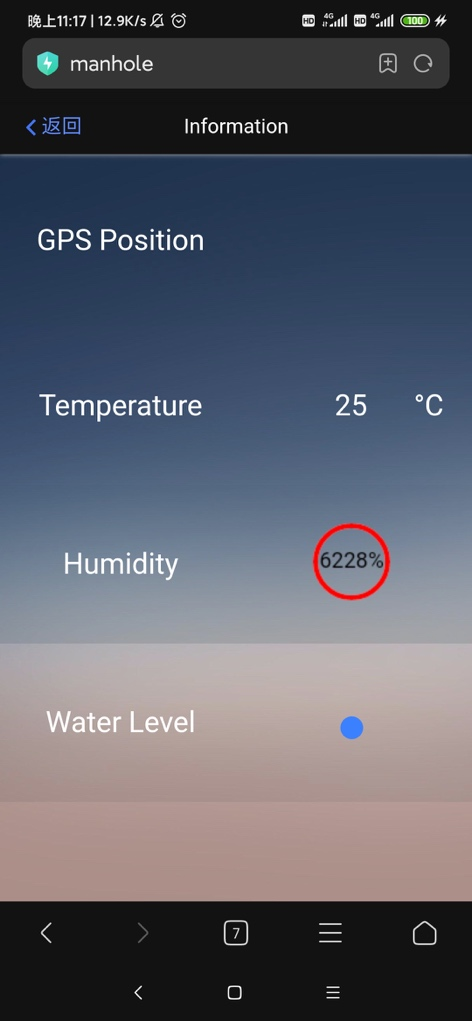 晚上11:17 | 12.9K/s
HD 4G HD 4G 100
manhole
返回
Information
GPS Position
Temperature 25 °C
Humidity 6228%
Water Level
7